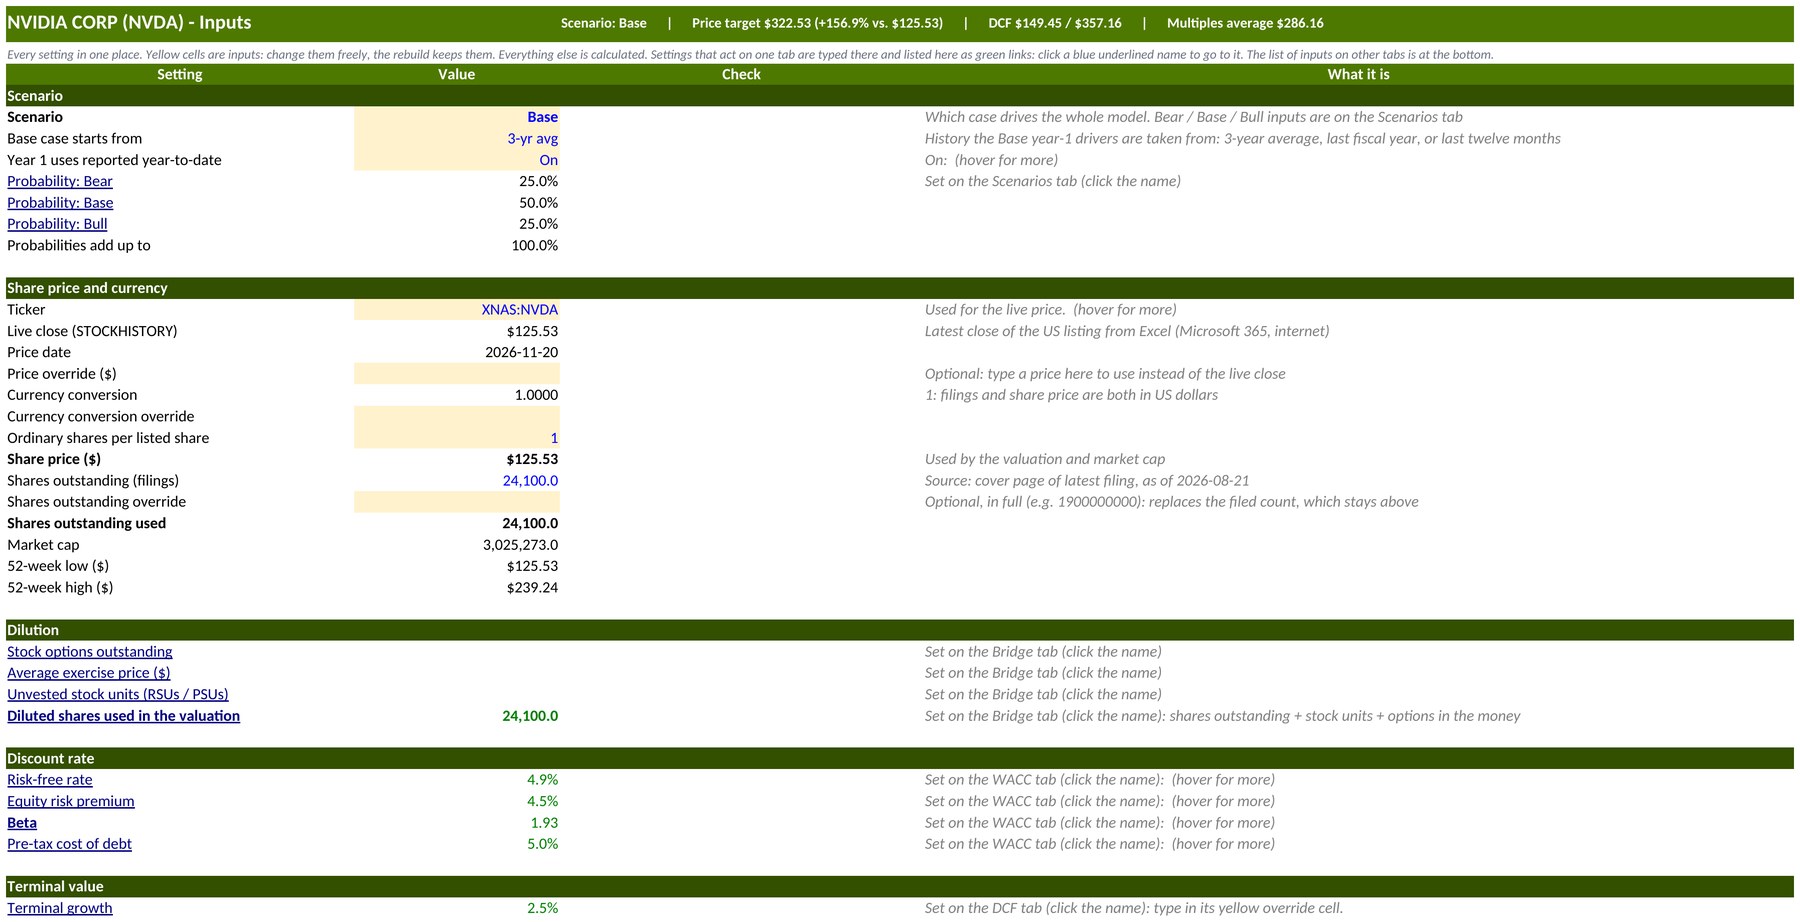 NVIDIA CORP (NVDA) - Inputs Scenario: Base | Price target $322.53 (+156.9% vs. $125.53) | DCF $149.45 / $357.16 | Multiples average $286.16
Every setting in one place. Yellow cells are inputs: change them freely, the rebuild keeps them. Everything else is calculated. Settings that act on one tab are typed there and listed here as green links: click a blue underlined name to go to it. The list of inputs on other tabs is at the bottom.
Setting Value Check What it is
Scenario
Scenario Base Which case drives the whole model. Bear / Base / Bull inputs are on the Scenarios tab
Base case starts from 3-yr avg History the Base year-1 drivers are taken from: 3-year average, last fiscal year, or last twelve months
Year 1 uses reported year-to-date On On: (hover for more)
Probability: Bear 25.0% Set on the Scenarios tab (click the name)
Probability: Base 50.0%
Probability: Bull 25.0%
Probabilities add up to 100.0%
Share price and currency
Ticker XNAS:NVDA Used for the live price. (hover for more)
Live close (STOCKHISTORY) $125.53 Latest close of the US listing from Excel (Microsoft 365, internet)
Price date 2026-11-20
Price override ($) Optional: type a price here to use instead of the live close
Currency conversion 1.0000 1: filings and share price are both in US dollars
Currency conversion override
Ordinary shares per listed share 1
Share price ($) $125.53 Used by the valuation and market cap
Shares outstanding (filings) 24,100.0 Source: cover page of latest filing, as of 2026-08-21
Shares outstanding override Optional, in full (e.g. 1900000000): replaces the filed count, which stays above
Shares outstanding used 24,100.0
Market cap 3,025,273.0
52-week low ($) $125.53
52-week high ($) $239.24
Dilution
Stock options outstanding Set on the Bridge tab (click the name)
Average exercise price ($) Set on the Bridge tab (click the name)
Unvested stock units (RSUs / PSUs) Set on the Bridge tab (click the name)
Diluted shares used in the valuation 24,100.0 Set on the Bridge tab (click the name): shares outstanding + stock units + options in the money
Discount rate
Risk-free rate 4.9% Set on the WACC tab (click the name): (hover for more)
Equity risk premium 4.5% Set on the WACC tab (click the name): (hover for more)
Beta 1.93 Set on the WACC tab (click the name): (hover for more)
Pre-tax cost of debt 5.0% Set on the WACC tab (click the name): (hover for more)
Terminal value
Terminal growth 2.5% Set on the DCF tab (click the name): type in its yellow override cell.